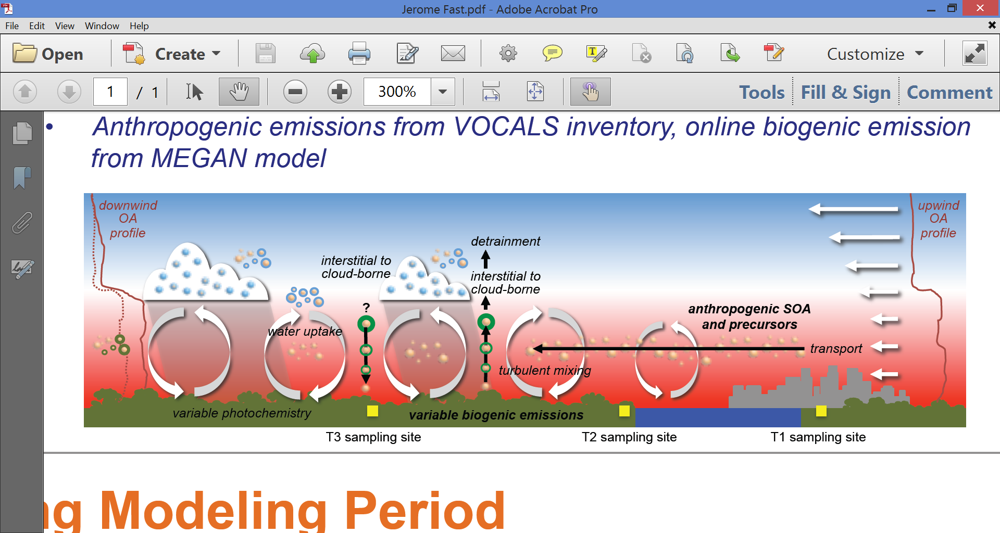 Jerome Fast.pdf - Adobe Acrobat Pro
File Edit View Window Help
Open Create Customize
1 / 1 300% Tools Fill & Sign Comment
• Anthropogenic emissions from VOCALS inventory, online biogenic emission
from MEGAN model
downwind
OA
profile
upwind
OA
profile
detrainment
interstitial to
cloud-borne
interstitial to
cloud-borne
?
anthropogenic SOA
and precursors
water uptake
transport
turbulent mixing
variable photochemistry
variable biogenic emissions
T3 sampling site T2 sampling site T1 sampling site
ng Modeling Period